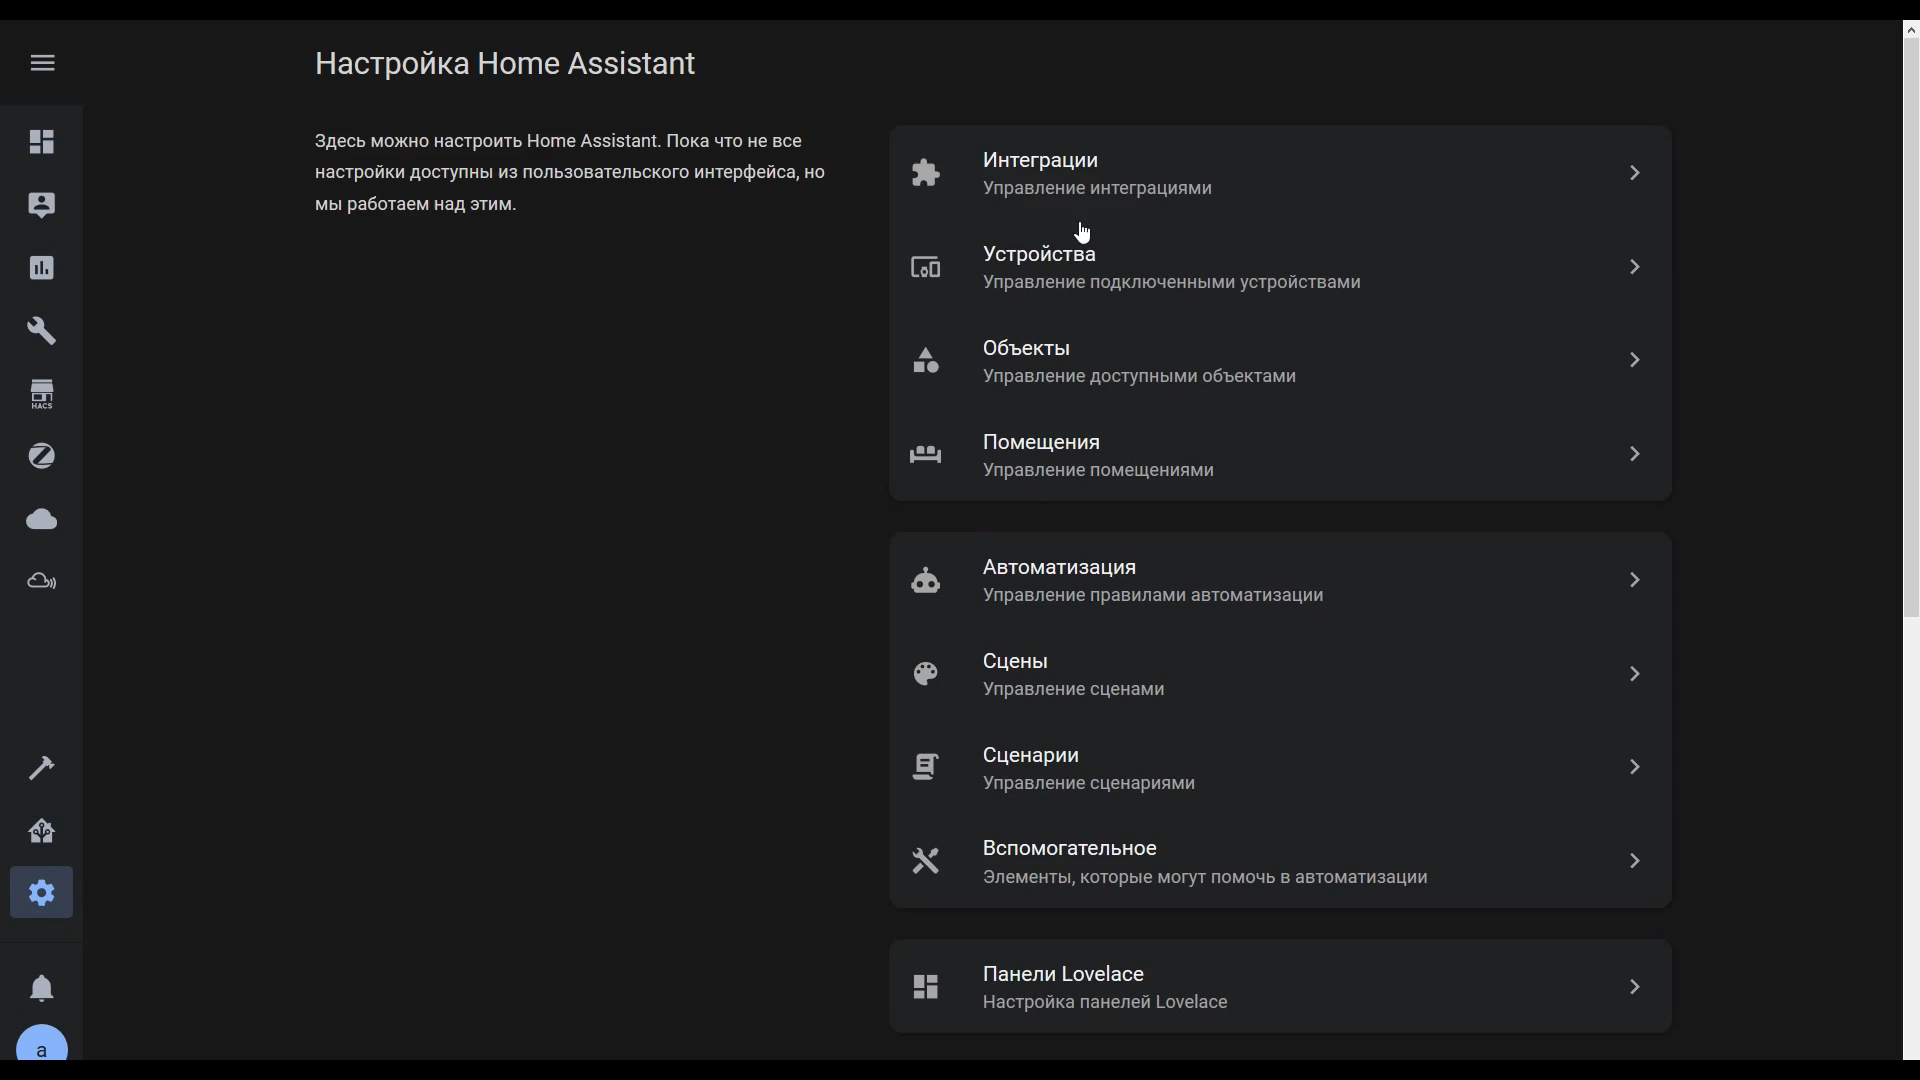 Настройка Home Assistant
Здесь можно настроить Home Assistant. Пока что не все
настройки доступны из пользовательского интерфейса, но
мы работаем над этим.
Интеграции
Управление интеграциями
Устройства
Управление подключенными устройствами
Объекты
Управление доступными объектами
Помещения
Управление помещениями
Автоматизация
Управление правилами автоматизации
Сцены
Управление сценами
Сценарии
Управление сценариями
Вспомогательное
Элементы, которые могут помочь в автоматизации
Панели Lovelace
Настройка панелей Lovelace
HACS
a